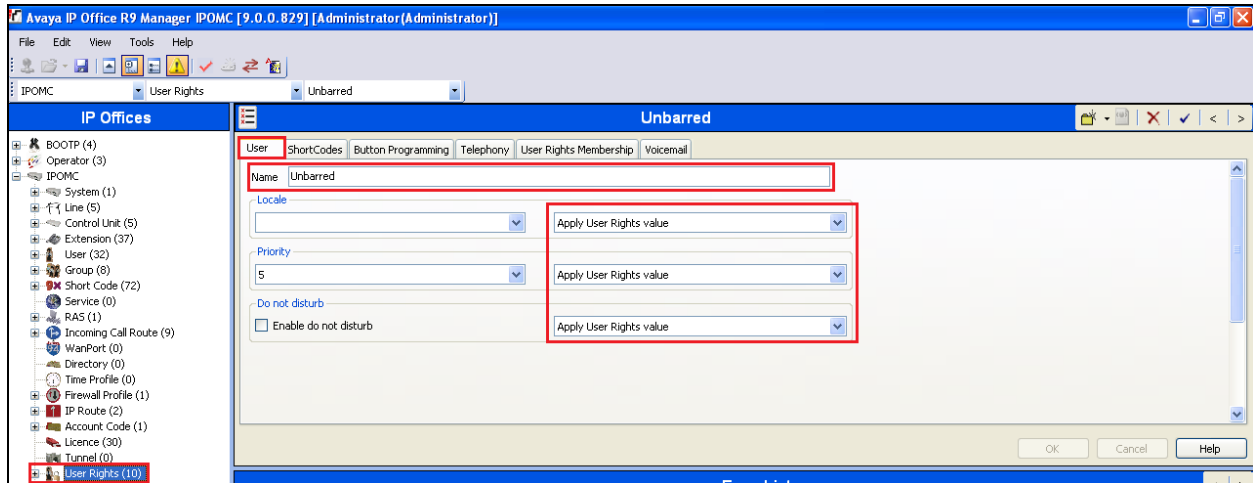 Avaya IP Office R9 Manager IPOMC [9.0.0.829] [Administrator(Administrator)]
File Edit View Tools Help
IPOMC User Rights Unbarred
IP Offices
BOOTP (4)
Operator (3)
IPOMC
System (1)
Line (5)
Control Unit (5)
Extension (37)
User (32)
Group (8)
Short Code (72)
Service (0)
RAS (1)
Incoming Call Route (9)
WanPort (0)
Directory (0)
Time Profile (0)
Firewall Profile (1)
IP Route (2)
Account Code (1)
Licence (30)
Tunnel (0)
User Rights (10)
Unbarred
User ShortCodes Button Programming Telephony User Rights Membership Voicemail
Name Unbarred
Locale
Apply User Rights value
Priority
5 Apply User Rights value
Do not disturb
Enable do not disturb Apply User Rights value
OK Cancel Help